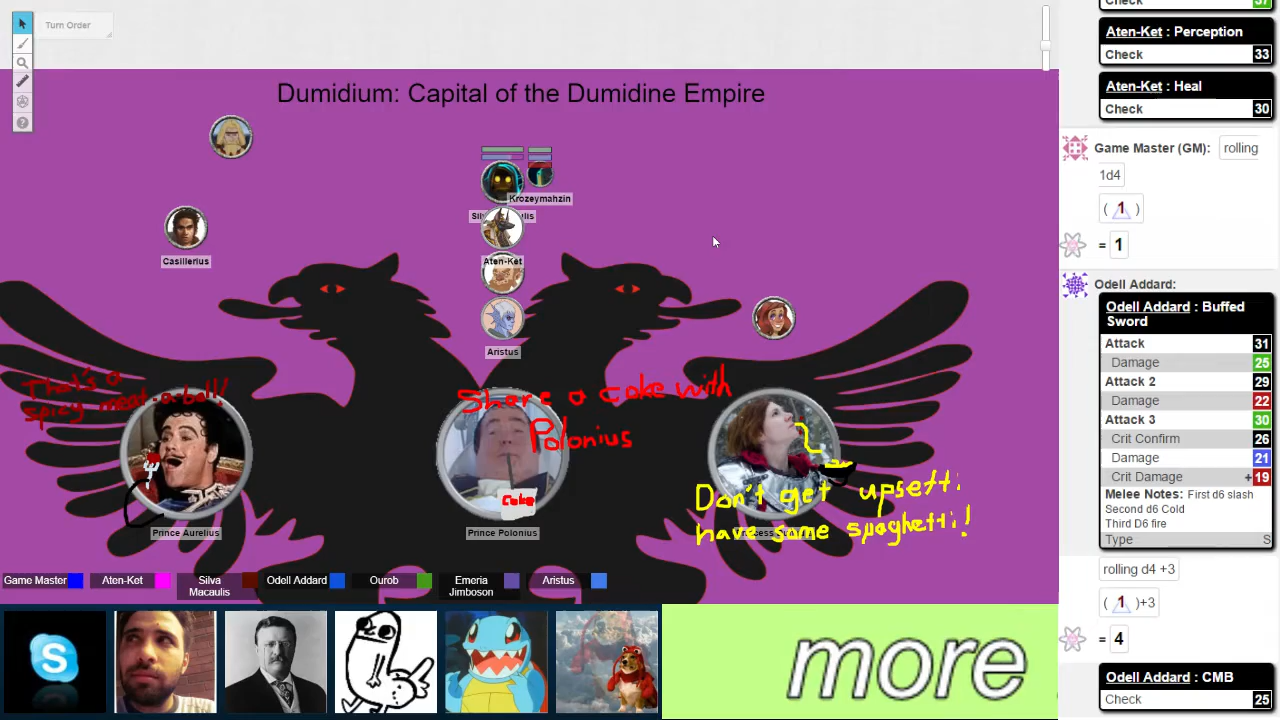 Turn Order
Dumidium: Capital of the Dumidine Empire
Krozeymahzin
Casillerius
Aten-Ket
Aristus
That's a
spicy meat-a-ball!
Share a coke with
Polonius
Coke
Don't get upsetti
have some spaghetti!
Prince Aurelius
Prince Polonius
Game Master
Aten-Ket
Silva
Macaulis
Odell Addard
Ourob
Emeria
Jimboson
Aristus
more
Check 37
Aten-Ket : Perception
Check 33
Aten-Ket : Heal
Check 30
Game Master (GM): rolling
1d4
( 1 )
= 1
Odell Addard:
Odell Addard : Buffed
Sword
Attack 31
Damage 25
Attack 2 29
Damage 22
Attack 3 30
Crit Confirm 26
Damage 21
Crit Damage +19
Melee Notes: First d6 slash
Second d6 Cold
Third D6 fire
Type S
rolling d4 +3
( 1 )+3
= 4
Odell Addard : CMB
Check 25